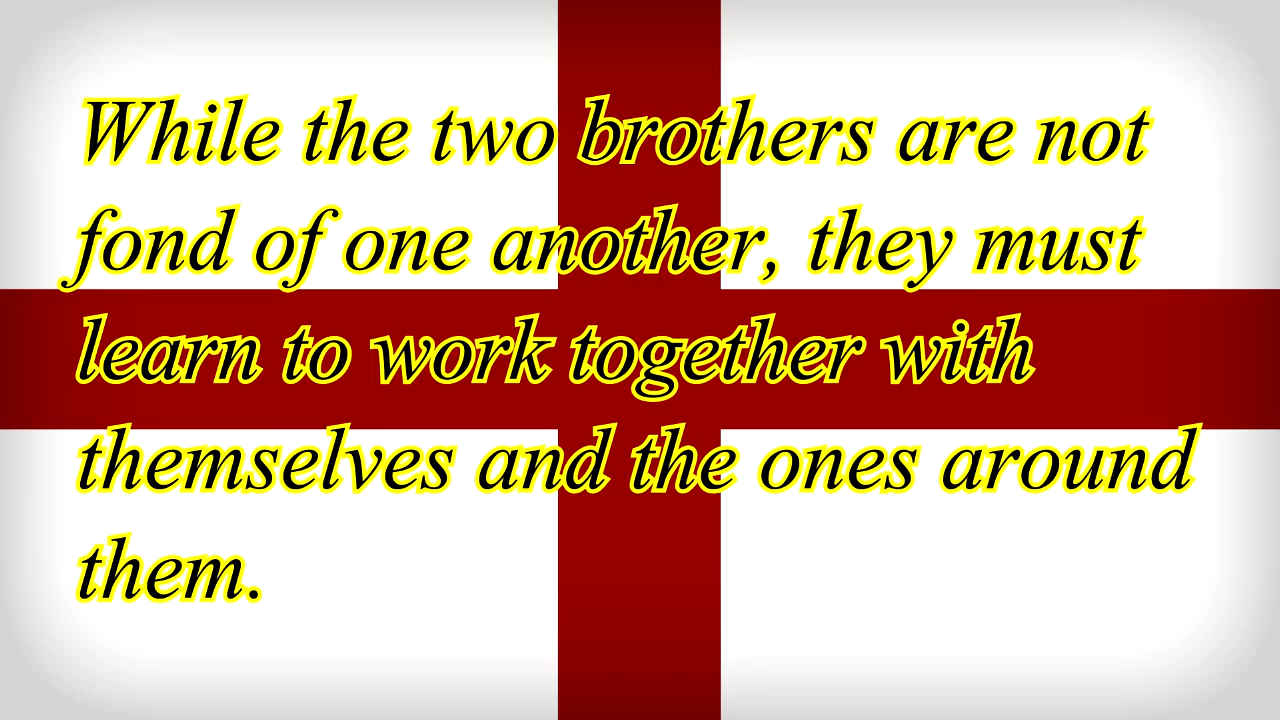 While the two brothers are not
fond of one another, they must
learn to work together with
themselves and the ones around
them.